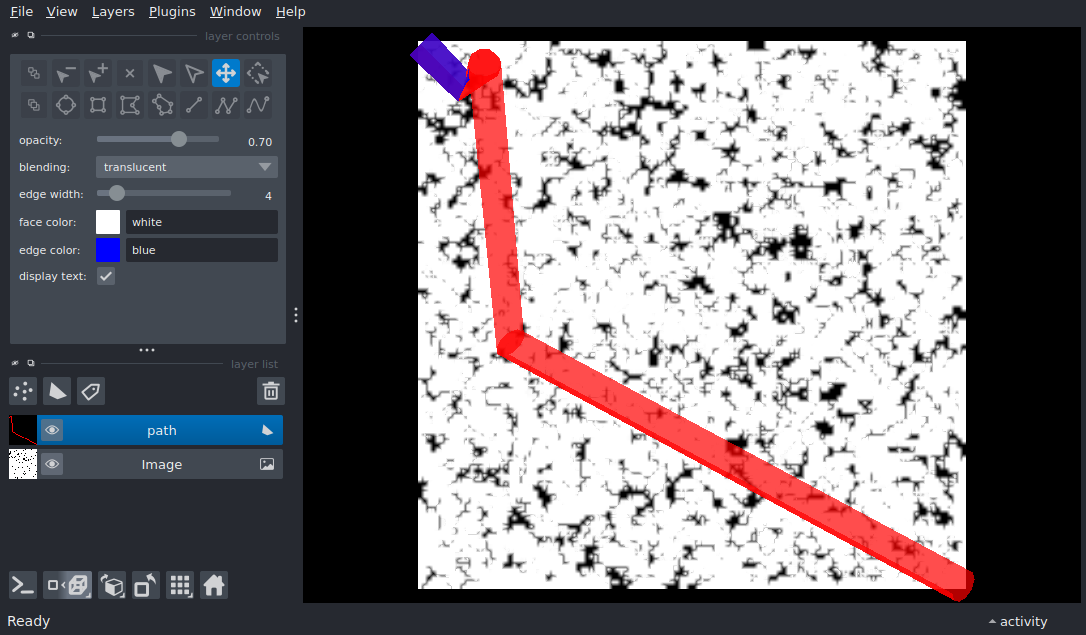 File View Layers Plugins Window Help
layer controls
opacity: 0.70
blending: translucent
edge width: 4
face color: white
edge color: blue
display text:
layer list
path
Image
Ready
activity